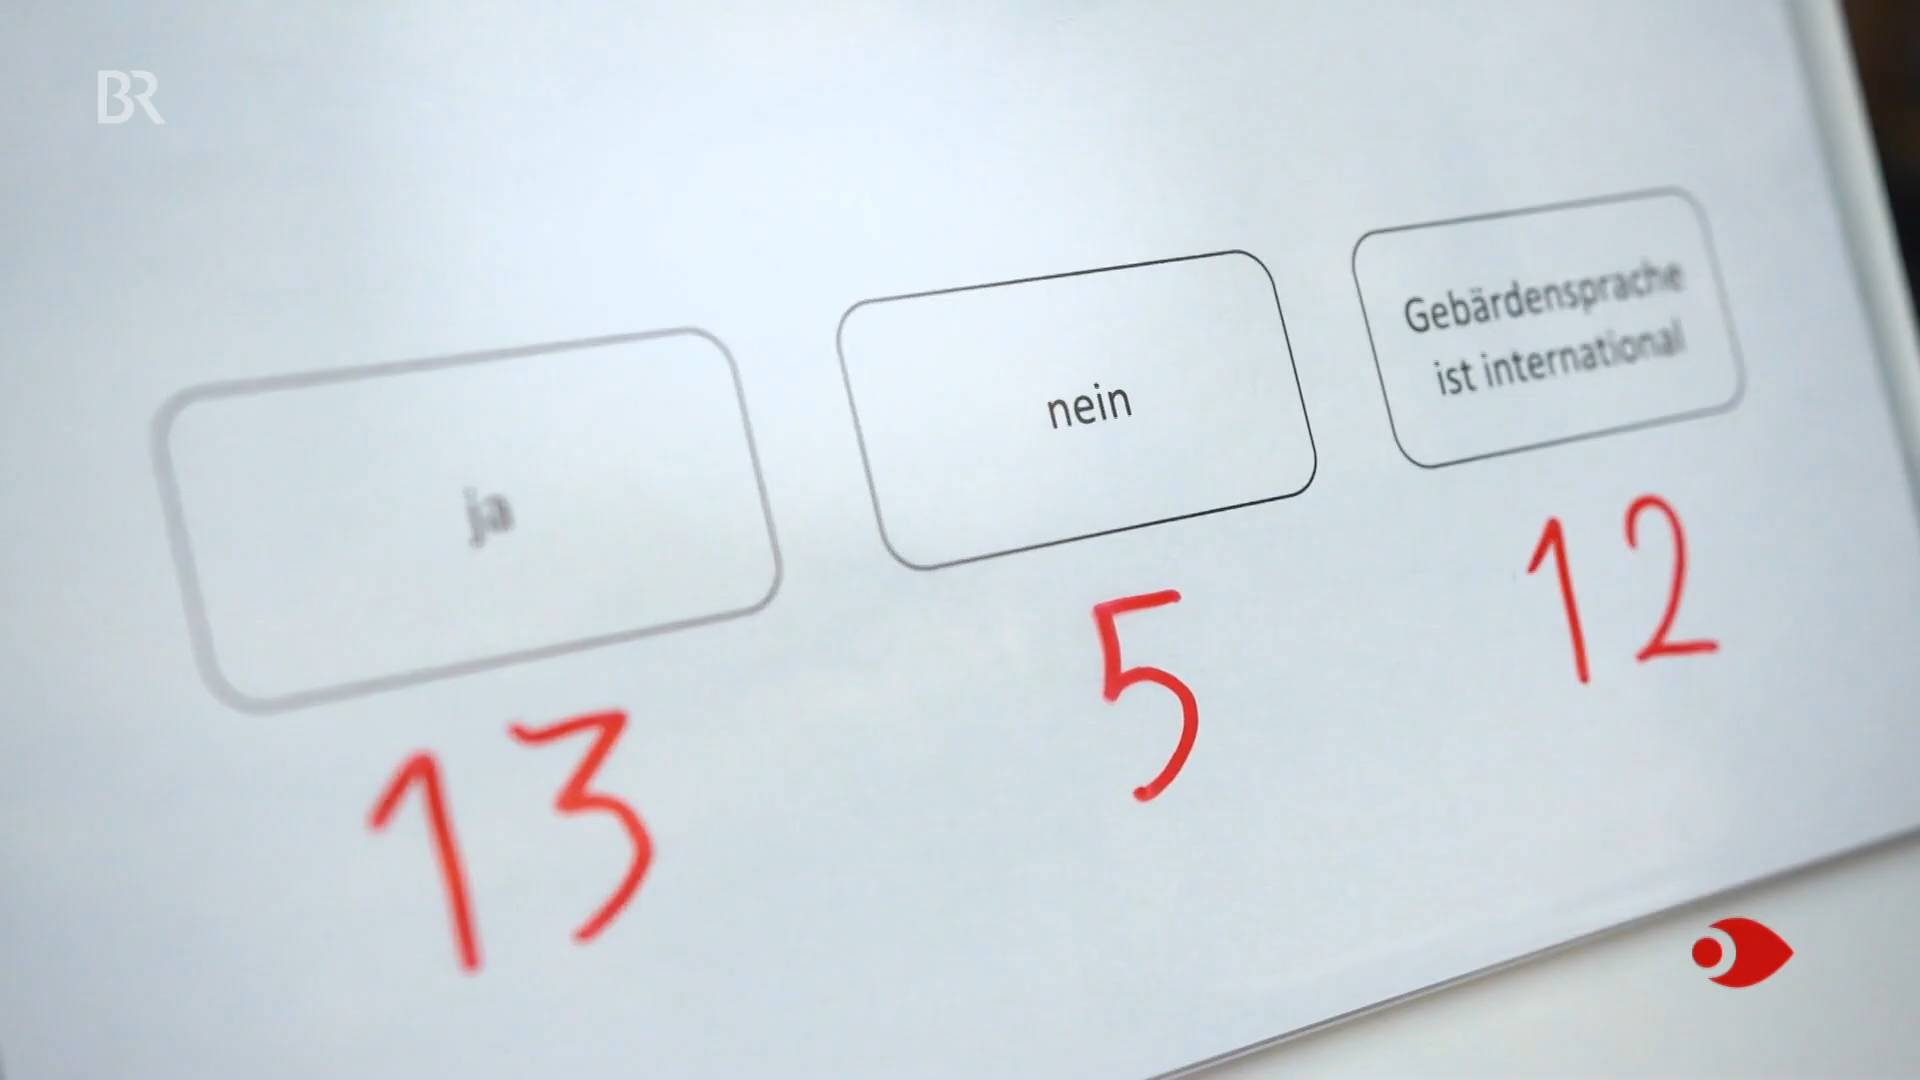 BR
ja
nein
Gebärdensprache
ist international
13
5
12